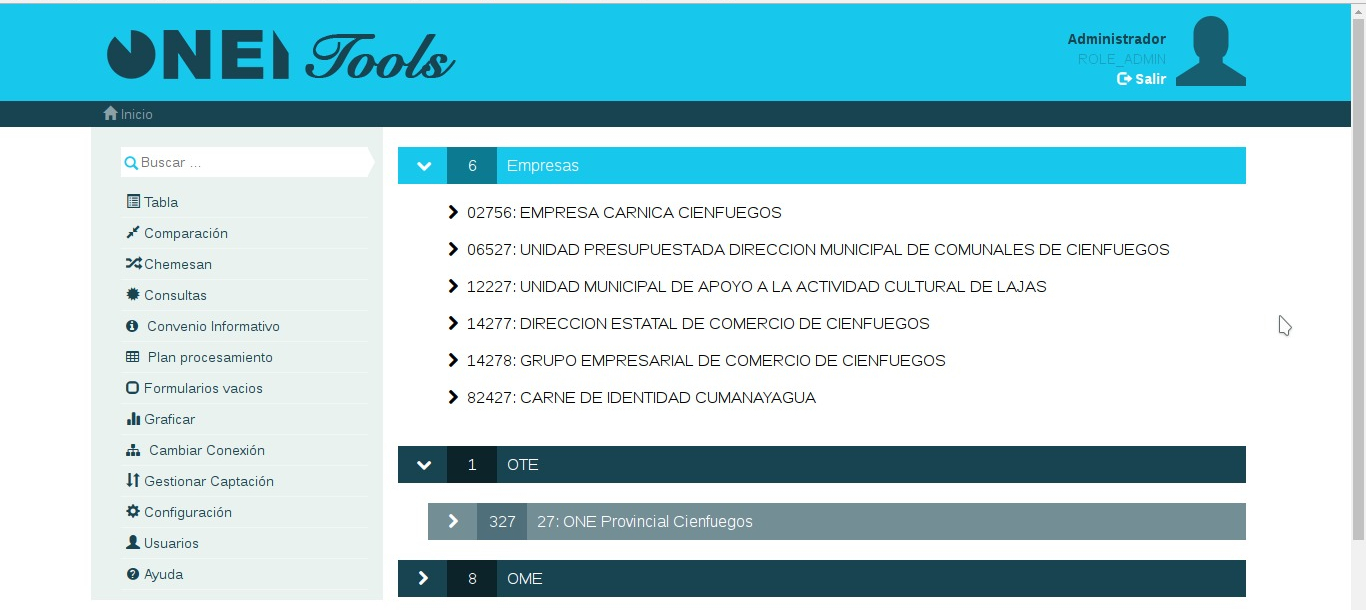 ONEI Tools
Administrador
ROLE_ADMIN
Salir
Inicio
Buscar ...
Tabla
Comparación
Chemesan
Consultas
Convenio Informativo
Plan procesamiento
Formularios vacios
Graficar
Cambiar Conexión
Gestionar Captación
Configuración
Usuarios
Ayuda
6 Empresas
02756: EMPRESA CARNICA CIENFUEGOS
06527: UNIDAD PRESUPUESTADA DIRECCION MUNICIPAL DE COMUNALES DE CIENFUEGOS
12227: UNIDAD MUNICIPAL DE APOYO A LA ACTIVIDAD CULTURAL DE LAJAS
14277: DIRECCION ESTATAL DE COMERCIO DE CIENFUEGOS
14278: GRUPO EMPRESARIAL DE COMERCIO DE CIENFUEGOS
82427: CARNE DE IDENTIDAD CUMANAYAGUA
1 OTE
327 27: ONE Provincial Cienfuegos
8 OME